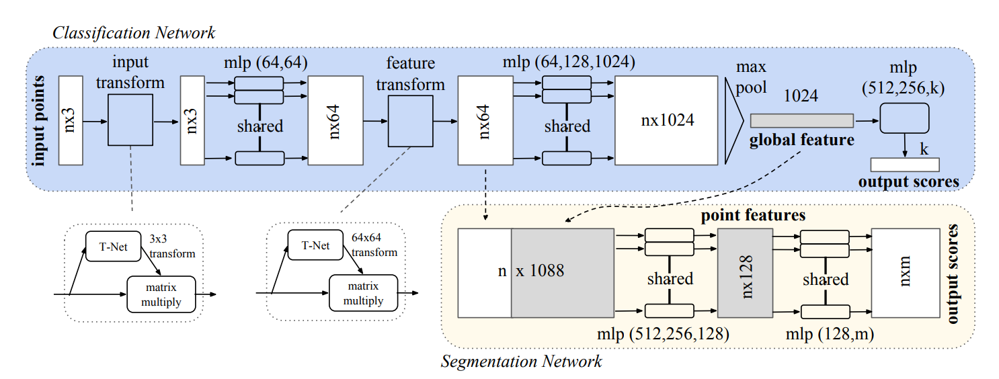 Classification Network
input points
nx3
input
transform
nx3
mlp (64,64)
shared
nx64
feature
transform
nx64
mlp (64,128,1024)
shared
nx1024
max
pool
1024
global feature
mlp
(512,256,k)
k
output scores
T-Net
3x3
transform
matrix
multiply
T-Net
64x64
transform
matrix
multiply
point features
n x 1088
shared
mlp (512,256,128)
nx128
shared
mlp (128,m)
nxm
output scores
Segmentation Network